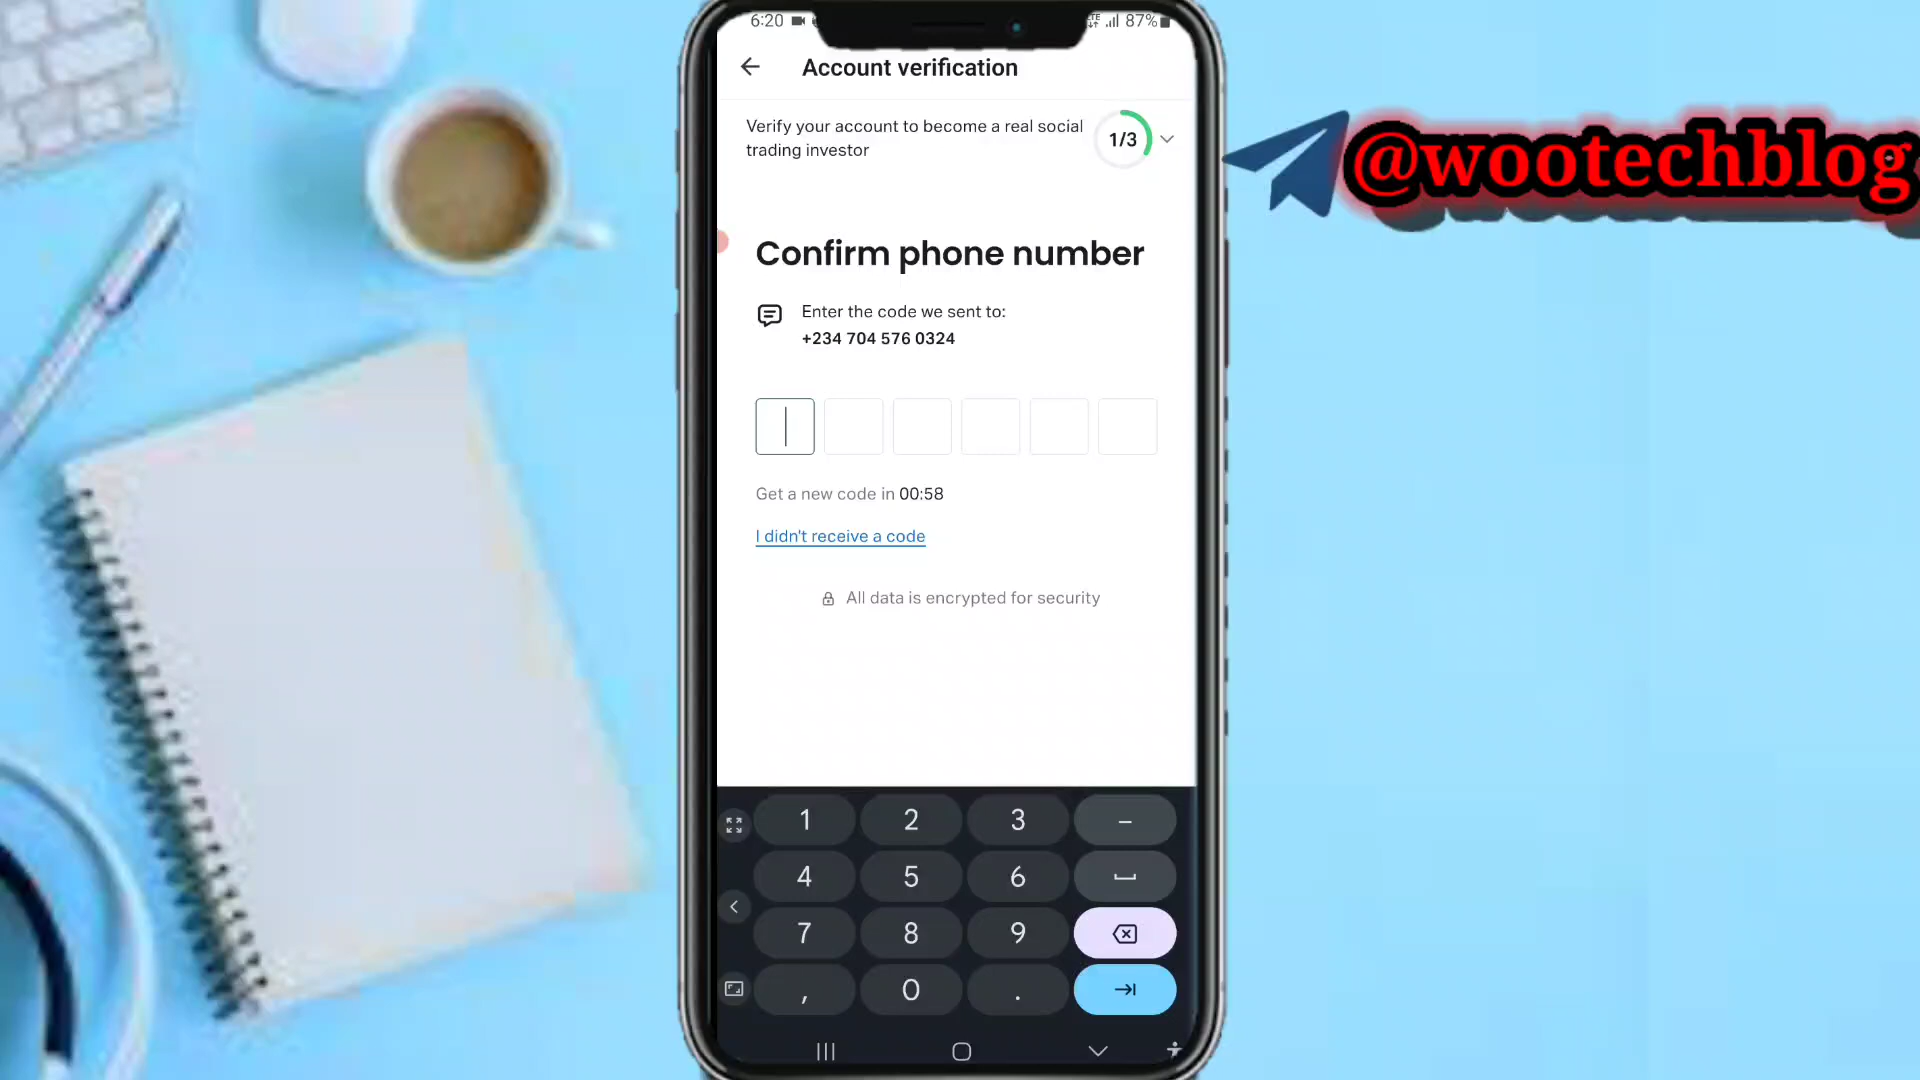 6:20
LTE 87%
Account verification
Verify your account to become a real social
trading investor
1/3
@wootechblog
Confirm phone number
Enter the code we sent to:
+234 704 576 0324
Get a new code in 00:58
I didn't receive a code
All data is encrypted for security
1 2 3 –
4 5 6
7 8 9
, 0 .